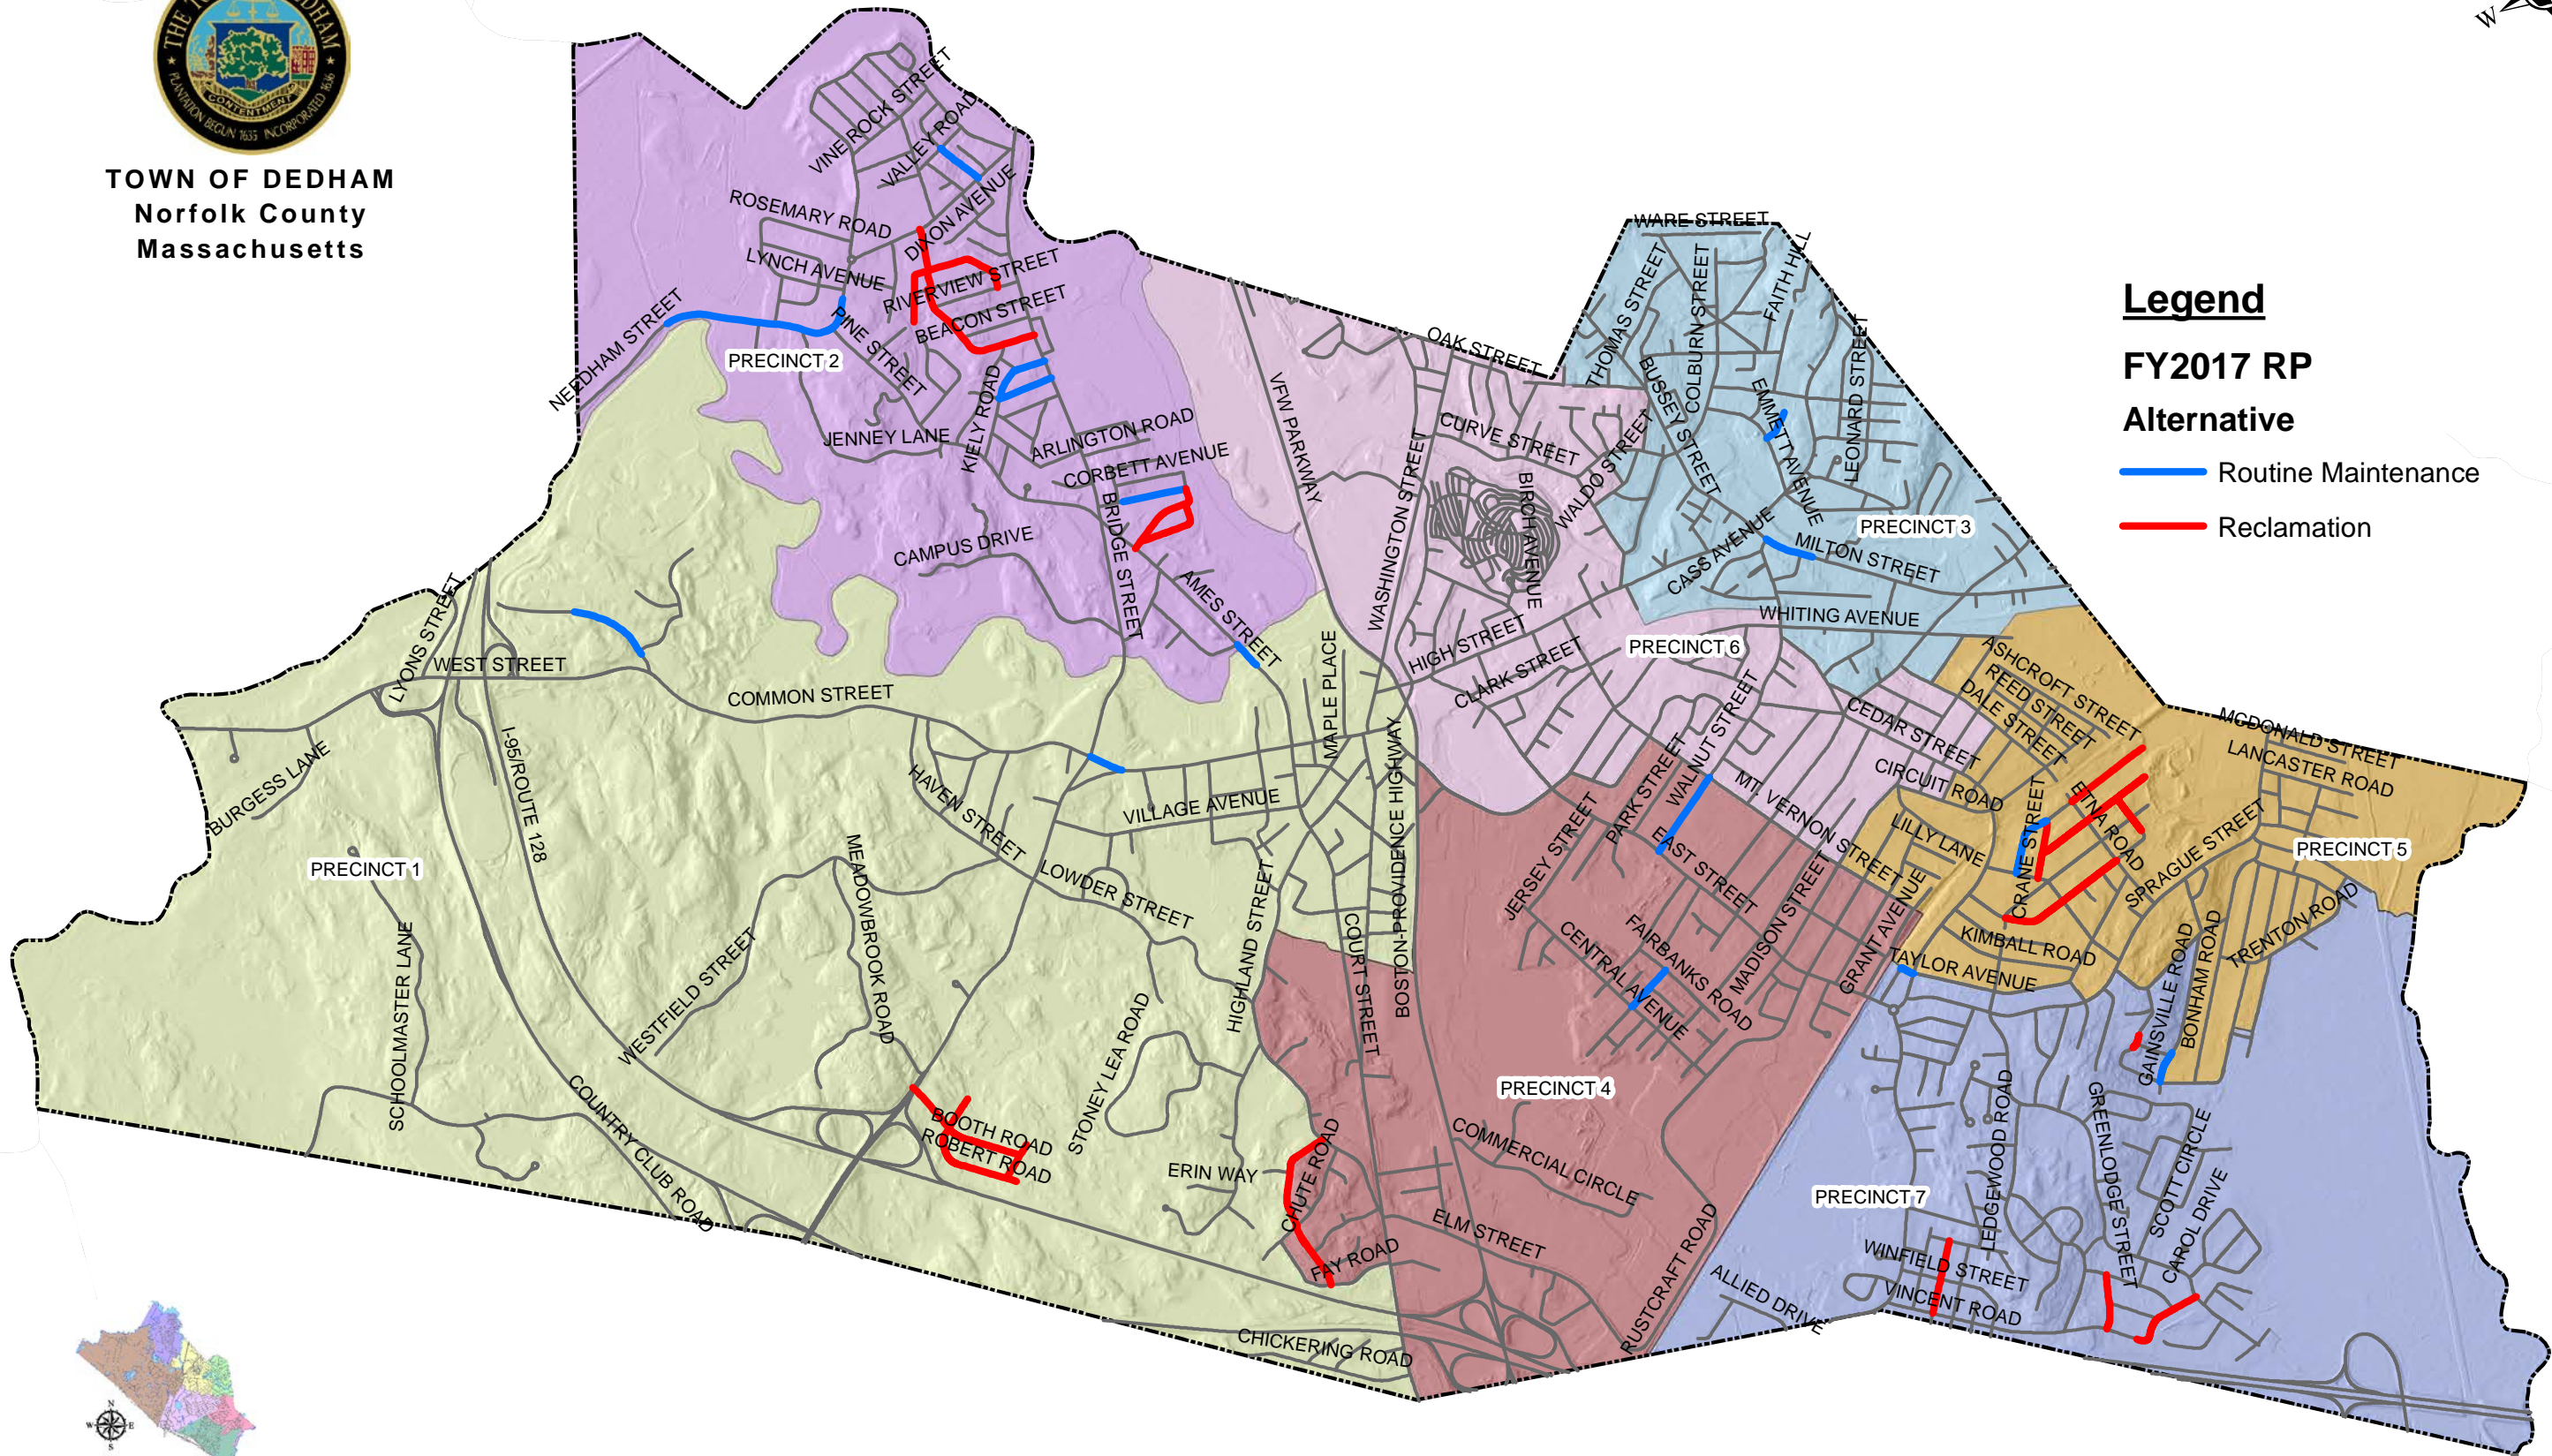 THE TOWN OF DEDHAM
CONTENTMENT
PLANTATION BEGUN 1635 INCORPORATED 1636
TOWN OF DEDHAM
Norfolk County
Massachusetts
W
Legend
FY2017 RP
Alternative
Routine Maintenance
Reclamation
VINE ROCK STREET
VALLEY ROAD
ROSEMARY ROAD
DIXON AVENUE
LYNCH AVENUE
RIVERVIEW STREET
BEACON STREET
NEEDHAM STREET
PINE STREET
PRECINCT 2
KIELY ROAD
JENNEY LANE
ARLINGTON ROAD
CORBETT AVENUE
BRIDGE STREET
CAMPUS DRIVE
AMES STREET
WARE STREET
THOMAS STREET
COLBURN STREET
FAITH HILL
OAK STREET
BUSSEY STREET
EMMETT AVENUE
LEONARD STREET
VFW PARKWAY
CURVE STREET
WALDO STREET
WASHINGTON STREET
BIRCH AVENUE
PRECINCT 3
CASS AVENUE
MILTON STREET
WHITING AVENUE
HIGH STREET
CLARK STREET
PRECINCT 6
LYONS STREET
WEST STREET
COMMON STREET
MAPLE PLACE
BURGESS LANE
I-95/ROUTE 128
HAVEN STREET
VILLAGE AVENUE
BOSTON-PROVIDENCE HIGHWAY
PRECINCT 1
MEADOWBROOK ROAD
LOWDER STREET
HIGHLAND STREET
COURT STREET
SCHOOLMASTER LANE
WESTFIELD STREET
STONEY LEA ROAD
COUNTRY CLUB ROAD
BOOTH ROAD
ROBERT ROAD
ERIN WAY
CHUTE ROAD
FAY ROAD
CHICKERING ROAD
ASHCROFT STREET
REED STREET
DALE STREET
CEDAR STREET
MCDONALD STREET
LANCASTER ROAD
WALNUT STREET
PARK STREET
MT. VERNON STREET
CIRCUIT ROAD
CRANE STREET
ETNA ROAD
LILLY LANE
SPRAGUE STREET
PRECINCT 5
JERSEY STREET
EAST STREET
MADISON STREET
GRANT AVENUE
KIMBALL ROAD
TAYLOR AVENUE
TRENTON ROAD
FAIRBANKS ROAD
CENTRAL AVENUE
GAINSVILLE ROAD
BONHAM ROAD
PRECINCT 4
COMMERCIAL CIRCLE
ELM STREET
RUSTCRAFT ROAD
ALLIED DRIVE
PRECINCT 7
LEDGEWOOD ROAD
GREENLODGE STREET
SCOTT CIRCLE
CAROL DRIVE
WINFIELD STREET
VINCENT ROAD
N
W
E
S